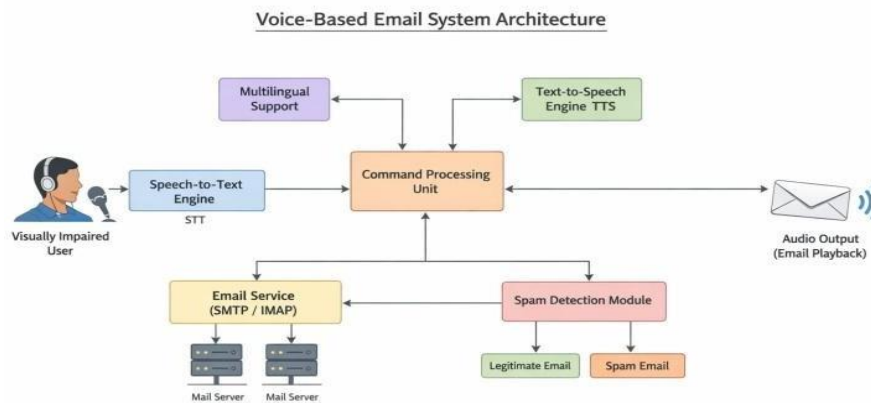 Voice-Based Email System Architecture
Multilingual
Support
Text-to-Speech
Engine TTS
Speech-to-Text
Engine
STT
Command Processing
Unit
Visually Impaired
User
Audio Output
(Email Playback)
Email Service
(SMTP / IMAP)
Spam Detection Module
Legitimate Email
Spam Email
Mail Server
Mail Server